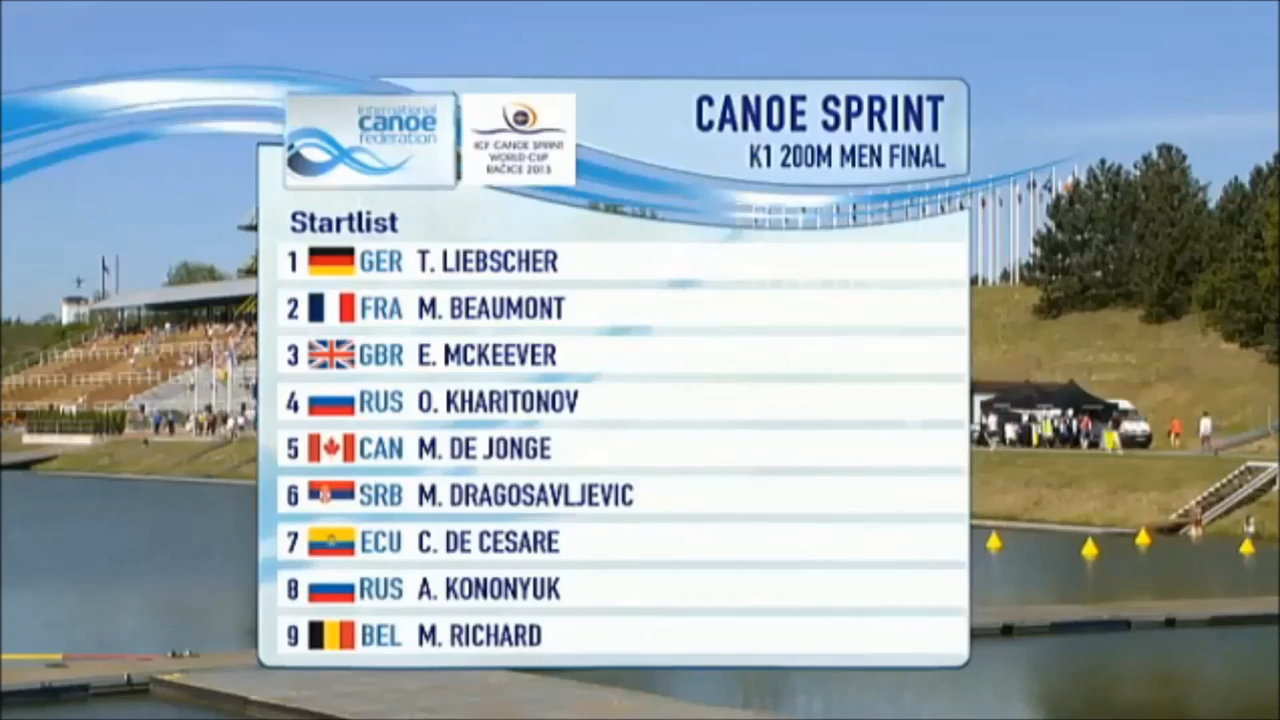 international
canoe
federation
ICF CANOE SPRINT
WORLD CUP
RAČICE 2013
CANOE SPRINT
K1 200M MEN FINAL
Startlist
1 GER T. LIEBSCHER
2 FRA M. BEAUMONT
3 GBR E. MCKEEVER
4 RUS O. KHARITONOV
5 CAN M. DE JONGE
6 SRB M. DRAGOSAVLJEVIC
7 ECU C. DE CESARE
8 RUS A. KONONYUK
9 BEL M. RICHARD